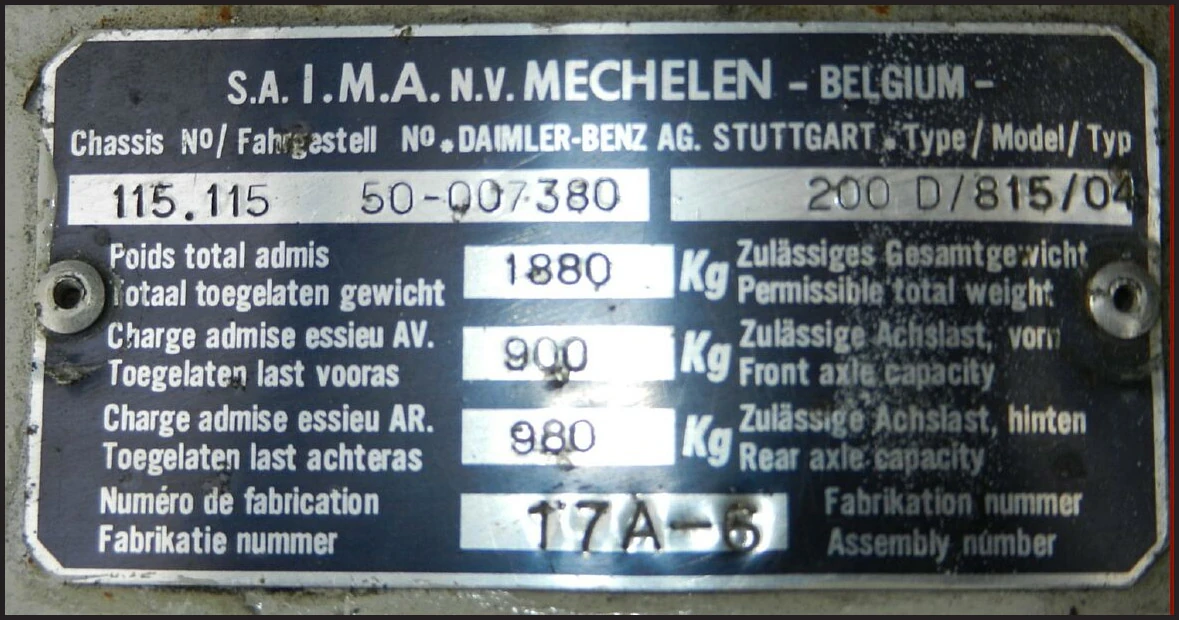 S.A. I.M.A. N.V. MECHELEN - BELGIUM -
Chassis No/ Fahrgestell No. DAIMLER-BENZ AG. STUTTGART. Type/Model/Typ
115.115 50-007380 200 D/815/04
Poids total admis
Totaal toegelaten gewicht
1880 Kg
Zulässiges Gesamtgewicht
Permissible total weight
Charge admise essieu AV.
Toegelaten last vooras
900 Kg
Zulässige Achslast, vorn
Front axle capacity
Charge admise essieu AR.
Toegelaten last achteras
980 Kg
Zulässige Achslast, hinten
Rear axle capacity
Numéro de fabrication
Fabrikatie nummer
17A-6
Fabrikation nummer
Assembly number